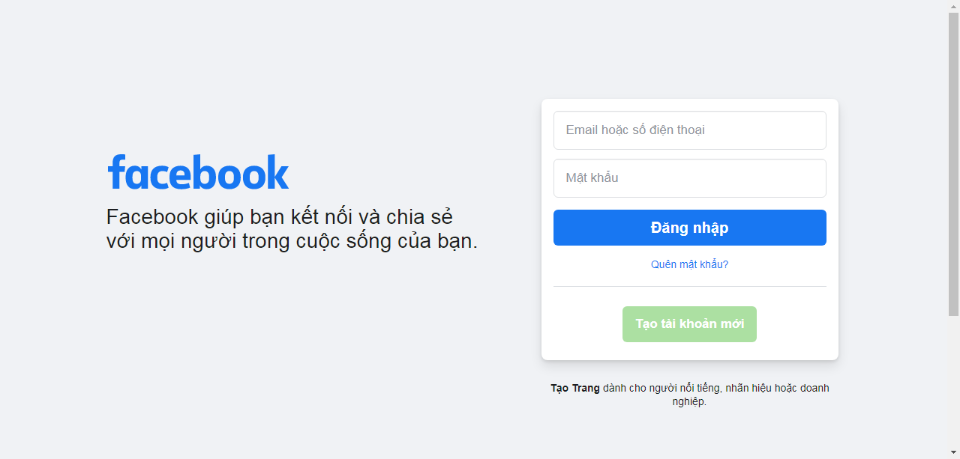 facebook
Facebook giúp bạn kết nối và chia sẻ
với mọi người trong cuộc sống của bạn.
Email hoặc số điện thoại
Mật khẩu
Đăng nhập
Quên mật khẩu?
Tạo tài khoản mới
Tạo Trang dành cho người nổi tiếng, nhãn hiệu hoặc doanh
nghiệp.